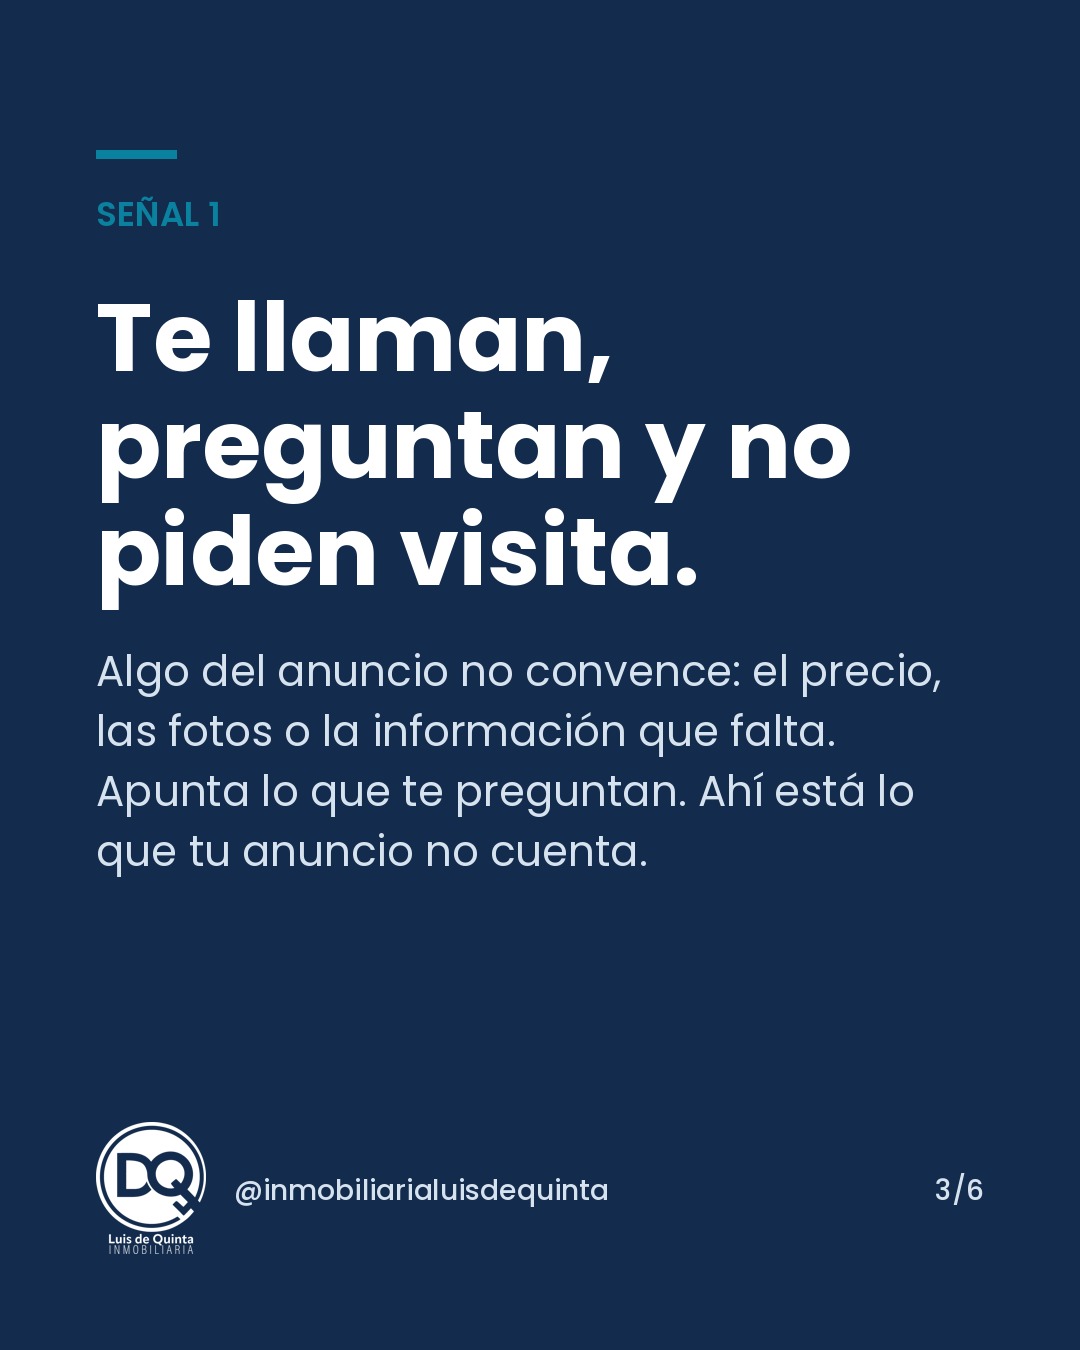 SEÑAL 1
Te llaman,
preguntan y no
piden visita.
Algo del anuncio no convence: el precio,
las fotos o la información que falta.
Apunta lo que te preguntan. Ahí está lo
que tu anuncio no cuenta.
DQ
Luis de Quinta
INMOBILIARIA
@inmobiliarialuisdequinta
3/6